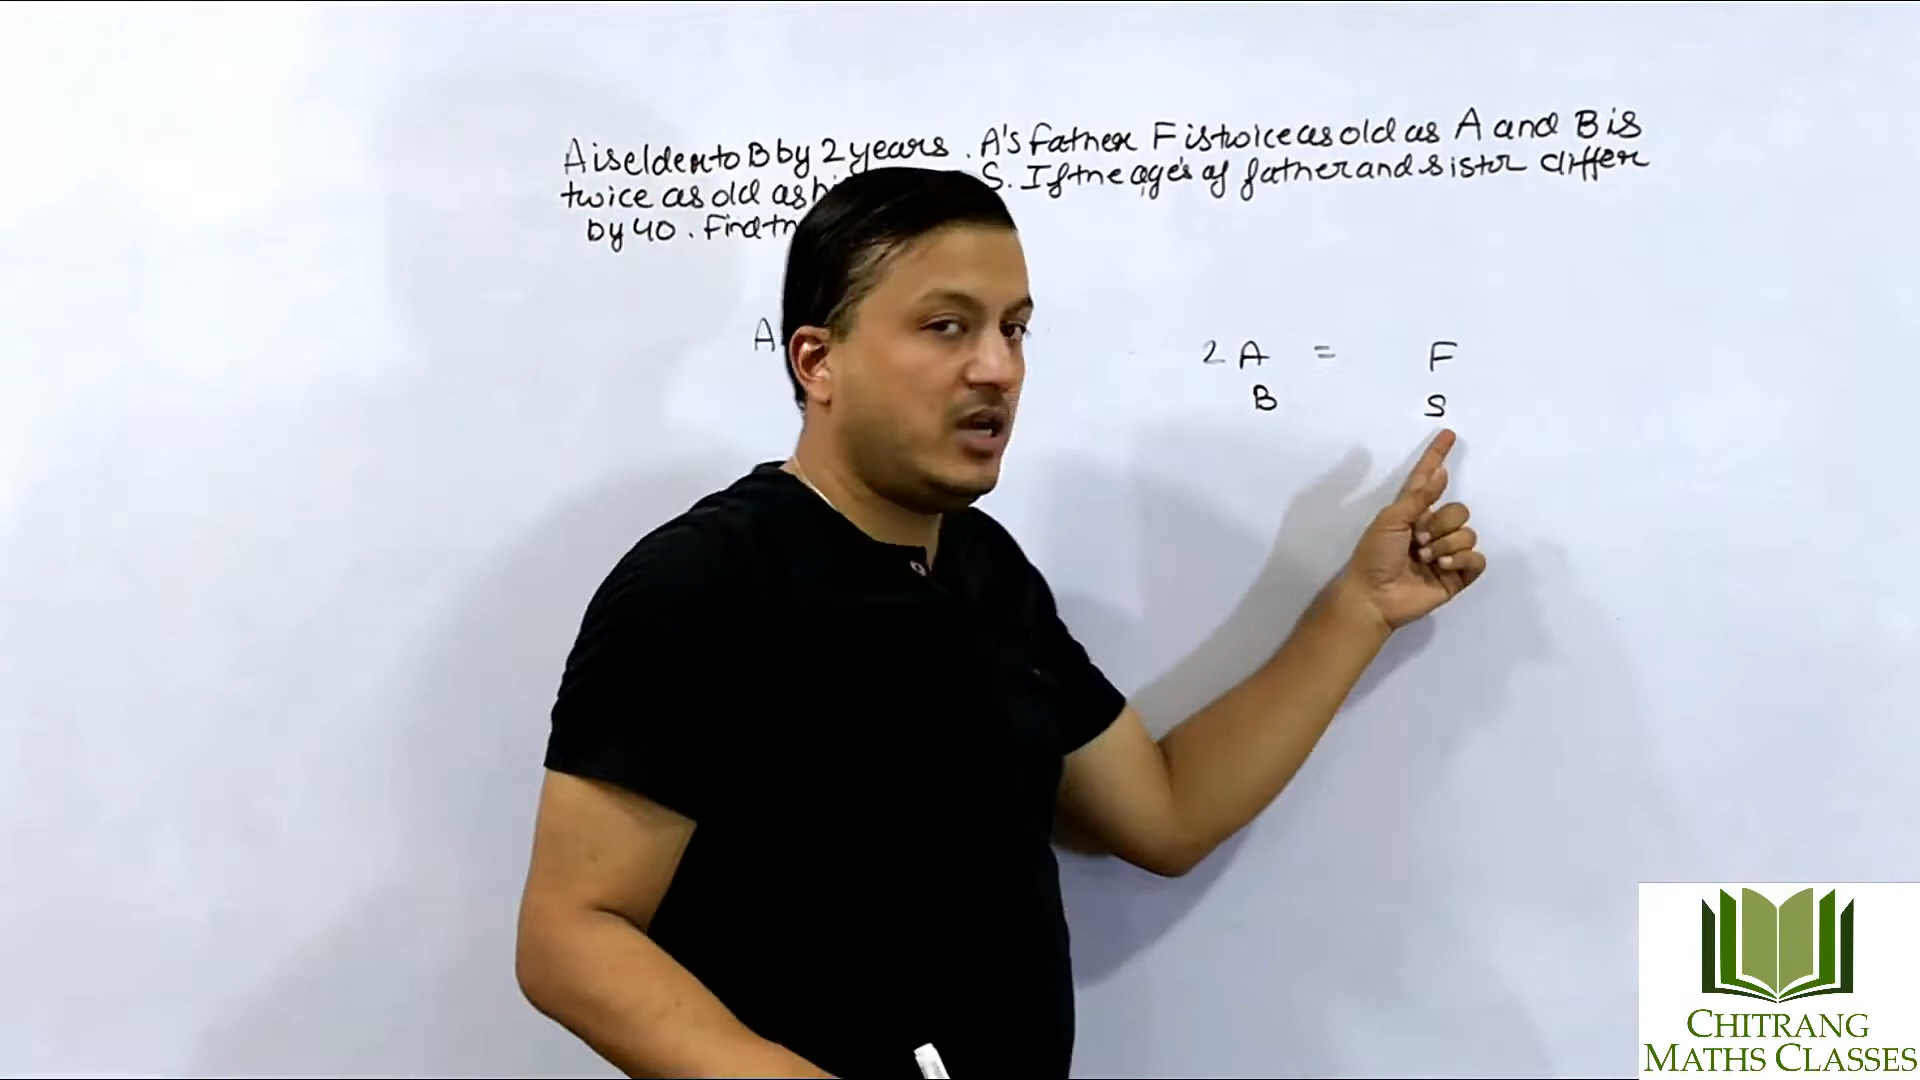 A is elder to B by 2 years. A's father F is twice as old as A and B is
twice as old as S. If the ages of father and sister differ
by 40. Find
A
2 A = F
B S
CHITRANG
MATHS CLASSES